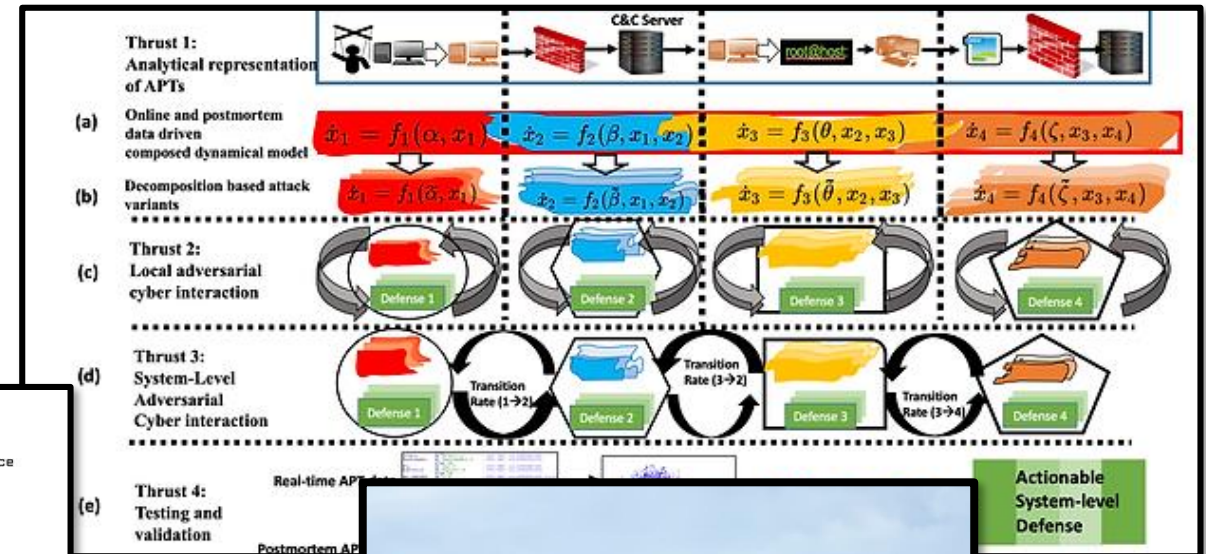 C&C Server
Thrust 1:
Analytical representation
of APTs
root@host:
(a)
Online and postmortem
data driven
composed dynamical model
ẋ₁ = f₁(α, x₁)
ẋ₂ = f₂(β, x₁, x₂)
ẋ₃ = f₃(θ, x₂, x₃)
ẋ₄ = f₄(ζ, x₃, x₄)
(b)
Decomposition based attack
variants
ẋ₁ = f₁(α̃, x₁)
ẋ₂ = f₂(β̃, x₁, x₂)
ẋ₃ = f₃(θ̃, x₂, x₃)
ẋ₄ = f₄(ζ̃, x₃, x₄)
(c)
Thrust 2:
Local adversarial
cyber interaction
Defense 1
Defense 2
Defense 3
Defense 4
(d)
Thrust 3:
System-Level
Adversarial
Cyber interaction
Defense 1
Transition
Rate (1→2)
Defense 2
Transition
Rate (3→2)
Defense 3
Transition
Rate (3→4)
Defense 4
(e)
Thrust 4:
Testing and
validation
Real-time APT
Postmortem AP
Actionable
System-level
Defense
ce